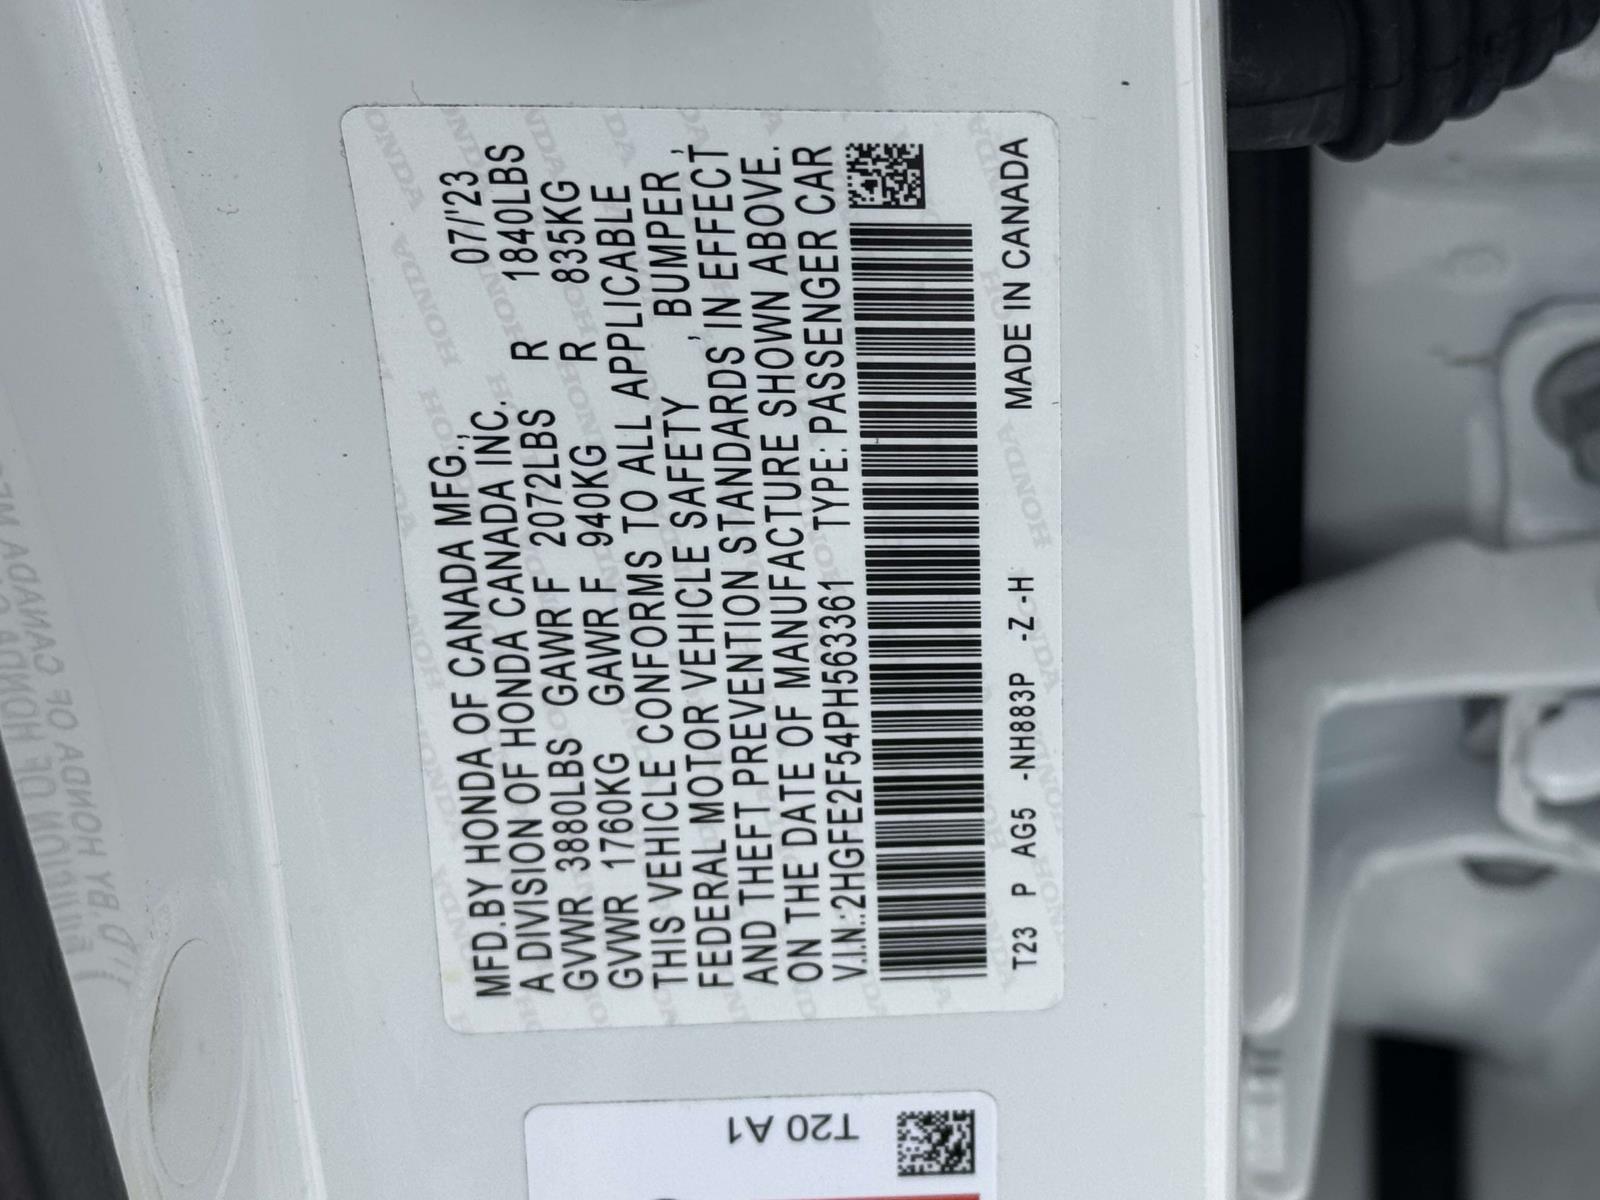 MFD.BY HONDA OF CANADA MFG., 07/'23
A DIVISION OF HONDA CANADA INC.
GVWR 3880LBS GAWR F 2072LBS R 1840LBS
GVWR 1760KG GAWR F 940KG R 835KG
THIS VEHICLE CONFORMS TO ALL APPLICABLE
FEDERAL MOTOR VEHICLE SAFETY , BUMPER ,
AND THEFT PREVENTION STANDARDS IN EFFECT
ON THE DATE OF MANUFACTURE SHOWN ABOVE.
V.I.N.:2HGFE2F54PH563361 TYPE: PASSENGER CAR
T23 P AG5 -NH883P -Z -H MADE IN CANADA
T20 A1